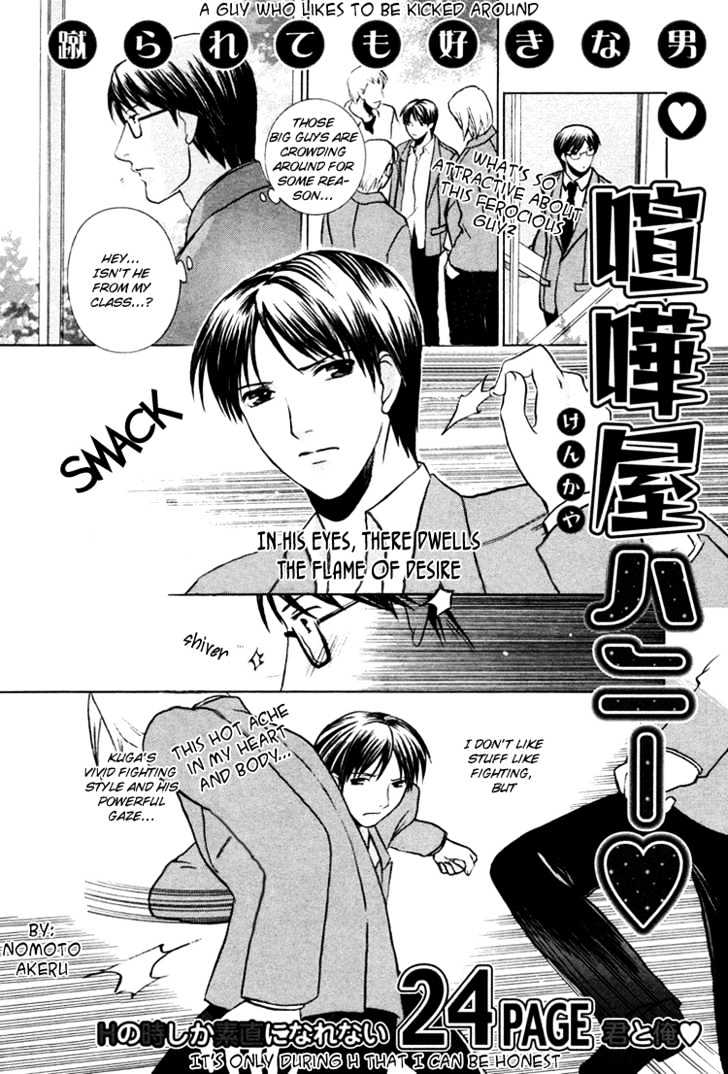 A GUY WHO LIKES TO BE KICKED AROUND
蹴られても好きな男♥
喧嘩屋ハニー♥
けんかや
WHAT'S SO
ATTRACTIVE ABOUT
THIS FEROCIOUS
GUY?
THOSE
BIG GUYS ARE
CROWDING
AROUND FOR
SOME REA-
SON...
HEY...
ISN'T HE
FROM MY
CLASS...?
SMACK
IN HIS EYES, THERE DWELLS
THE FLAME OF DESIRE
shiver
I DON'T LIKE
STUFF LIKE
FIGHTING,
BUT
THIS HOT ACHE
IN MY HEART
AND BODY...
KUGA'S
VIVID FIGHTING
STYLE AND HIS
POWERFUL
GAZE...
BY:
NOMOTO
AKERU
Hの時しか素直になれない 24 PAGE 君と俺♥
IT'S ONLY DURING H THAT I CAN BE HONEST